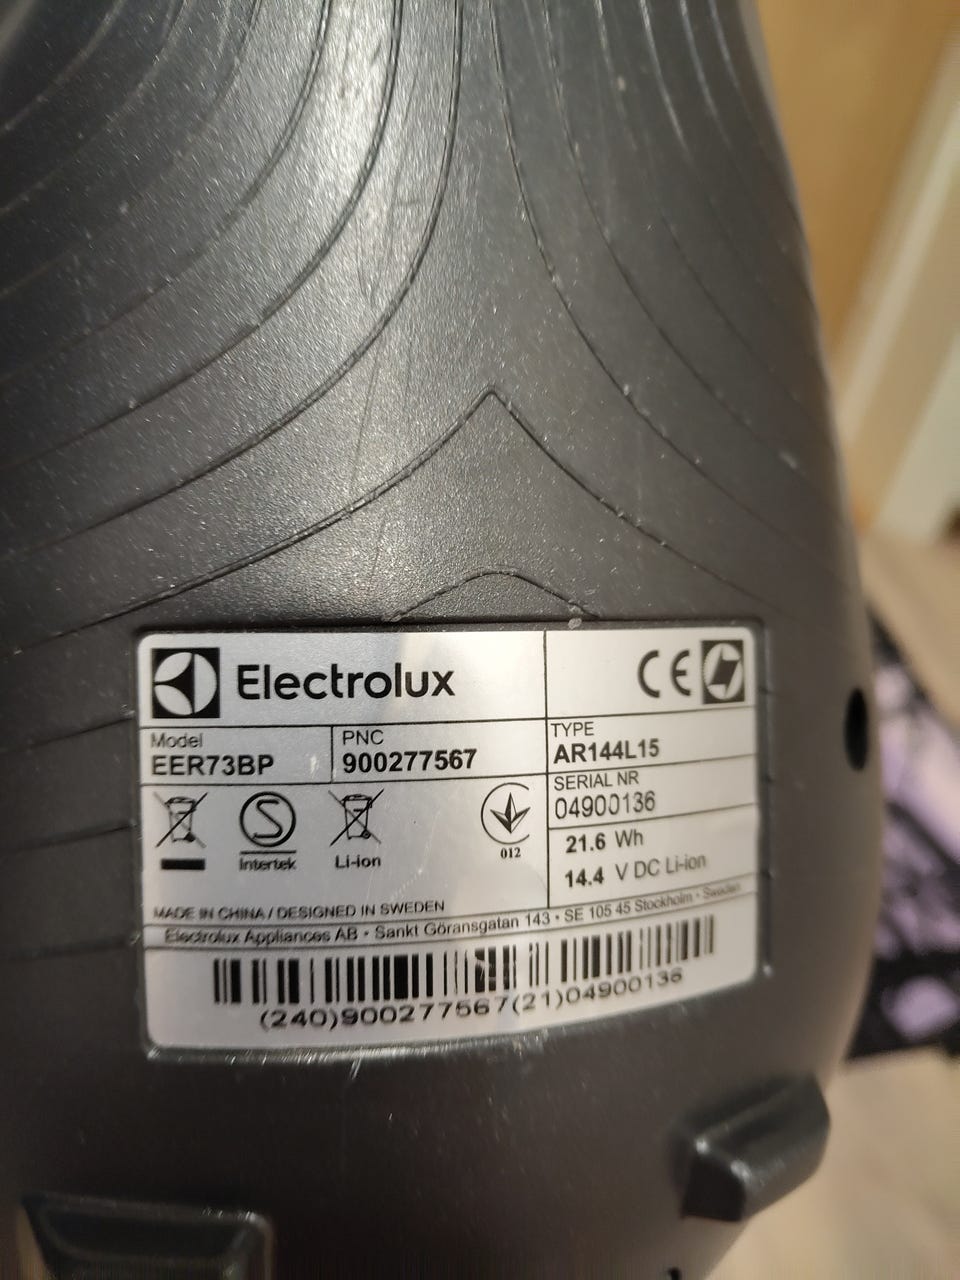 Electrolux
CE
Model
EER73BP
PNC
900277567
TYPE
AR144L15
SERIAL NR
04900136
S
Intertek
Li-ion
012
21.6 Wh
14.4 V DC Li-ion
MADE IN CHINA / DESIGNED IN SWEDEN
Electrolux Appliances AB • Sankt Göransgatan 143 • SE 105 45 Stockholm • Sweden
(240)900277567(21)04900136